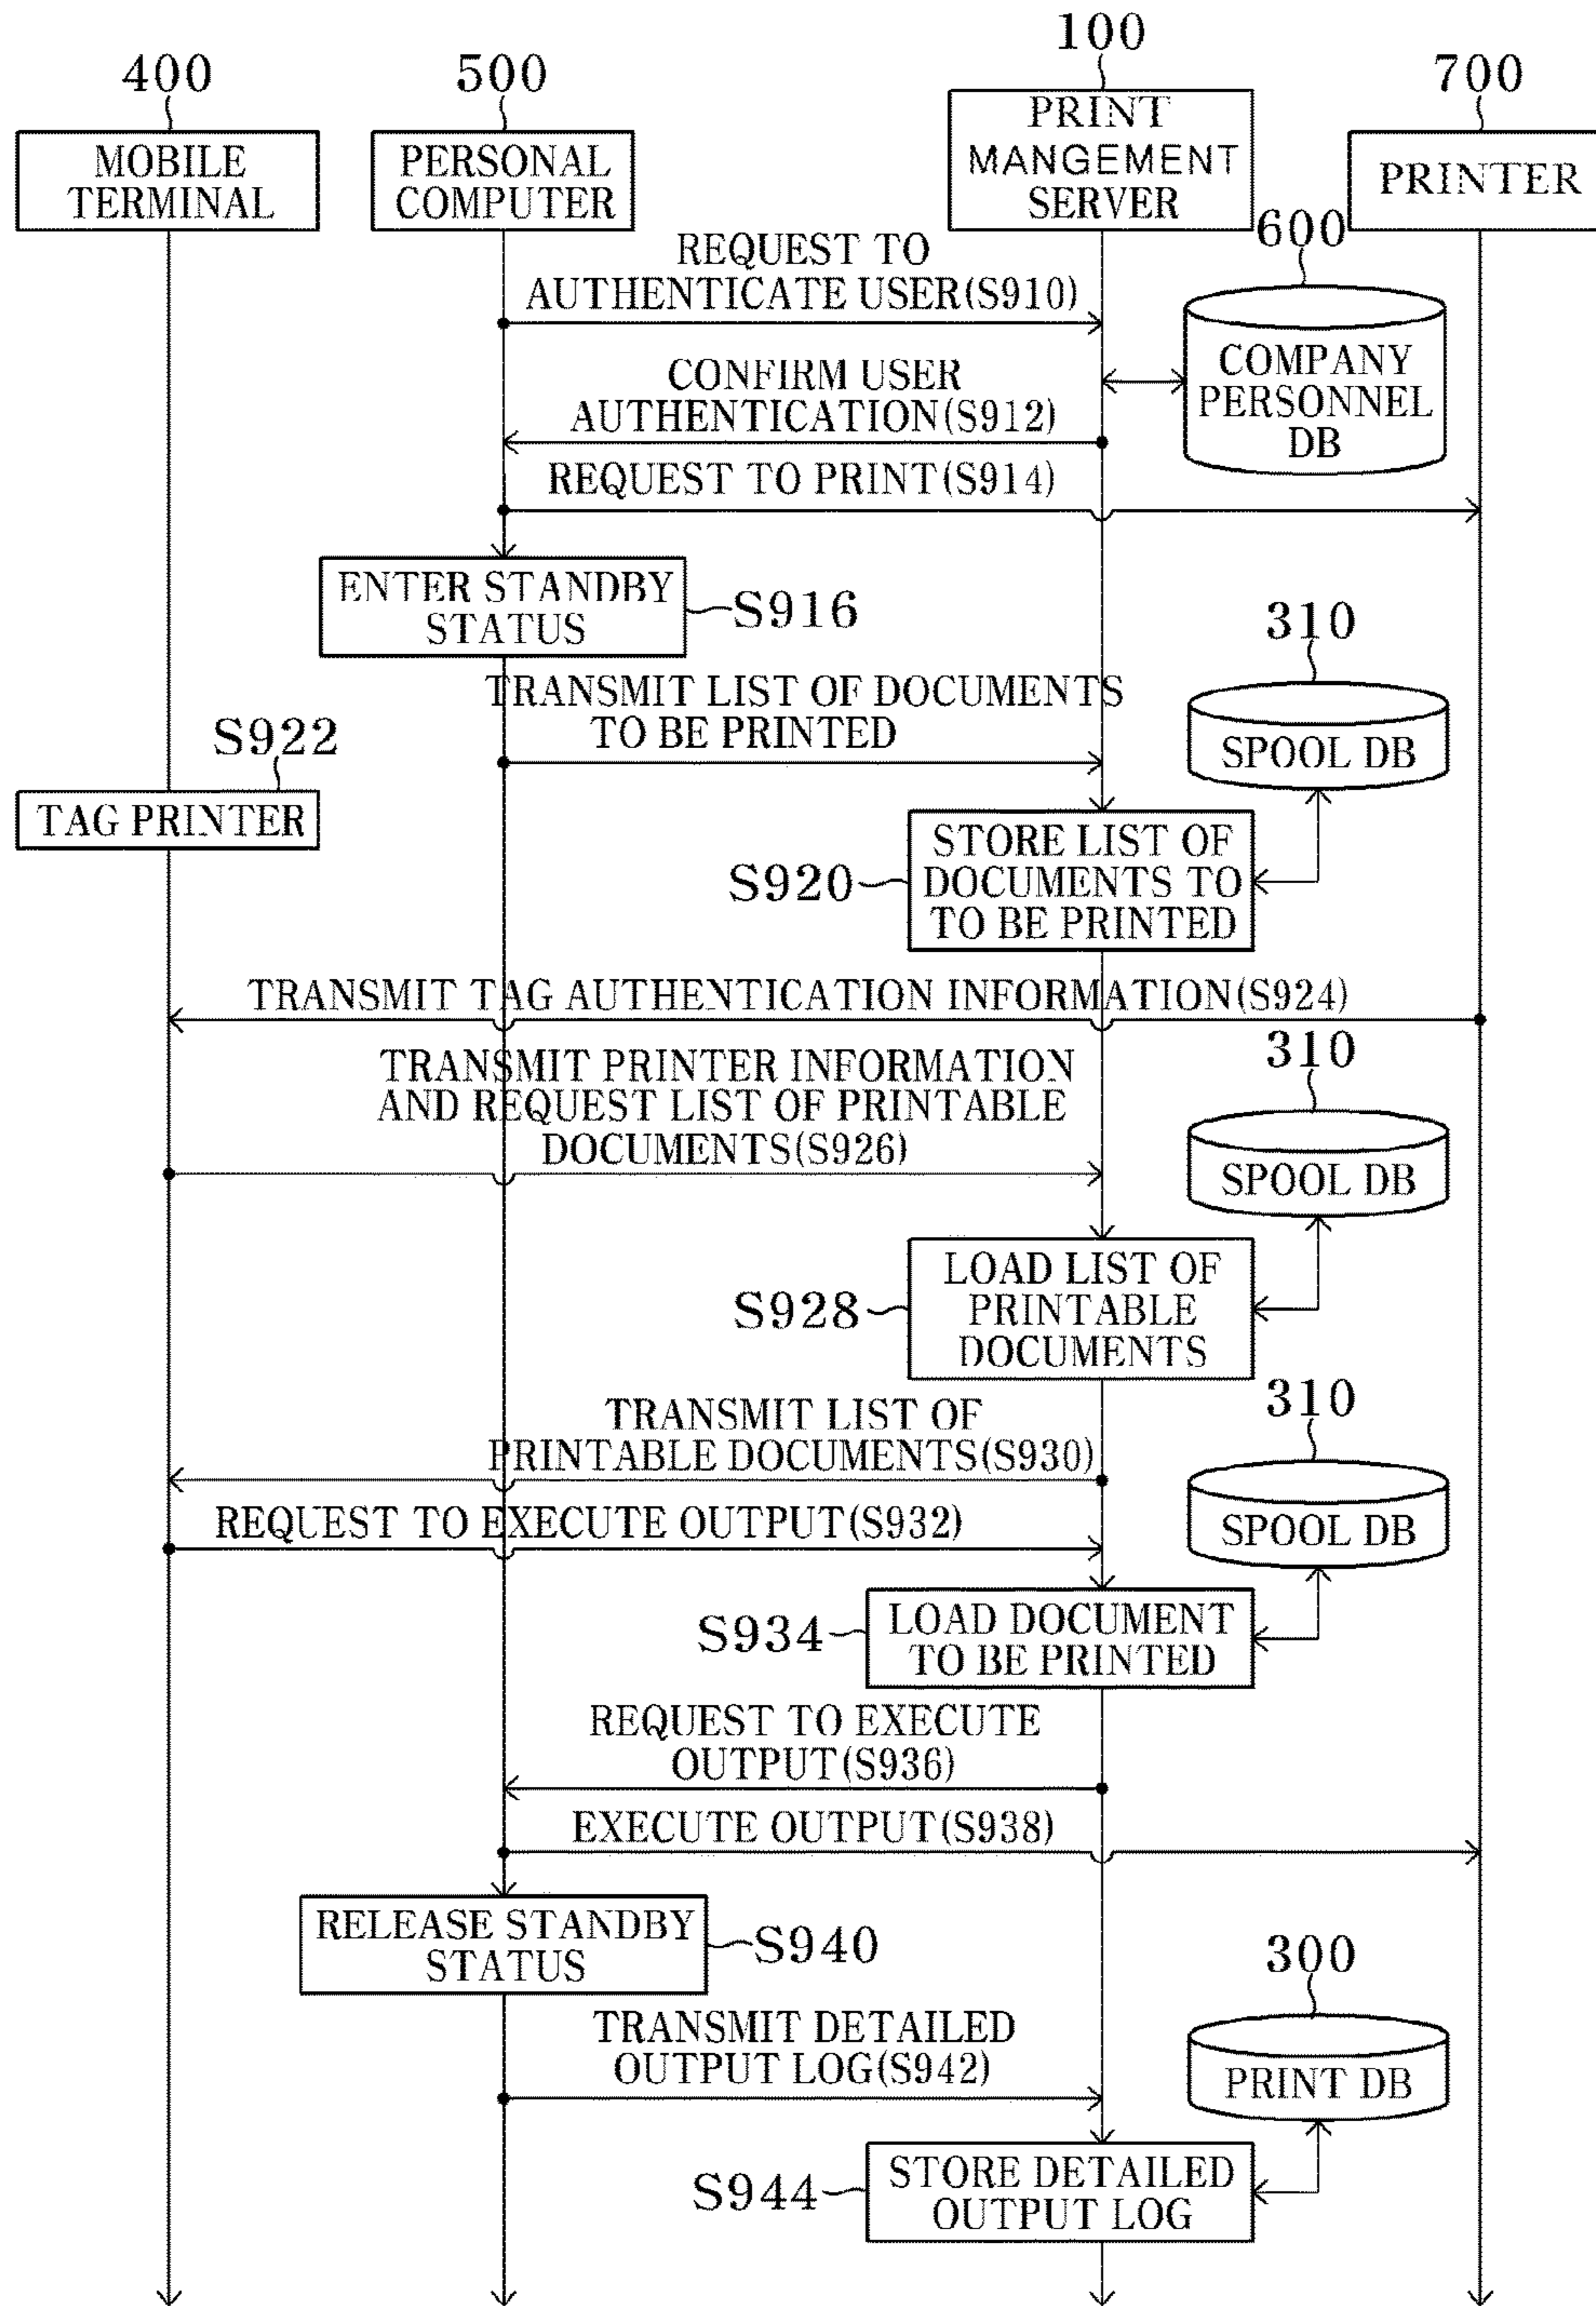 100
400
500
700
MOBILE
TERMINAL
PERSONAL
COMPUTER
PRINT
MANGEMENT
SERVER
PRINTER
REQUEST TO
AUTHENTICATE USER(S910)
600
COMPANY
PERSONNEL
DB
CONFIRM USER
AUTHENTICATION(S912)
REQUEST TO PRINT(S914)
ENTER STANDBY
STATUS
S916
310
SPOOL DB
TRANSMIT LIST OF DOCUMENTS
TO BE PRINTED
S922
TAG PRINTER
S920
STORE LIST OF
DOCUMENTS TO
TO BE PRINTED
TRANSMIT TAG AUTHENTICATION INFORMATION(S924)
TRANSMIT PRINTER INFORMATION
AND REQUEST LIST OF PRINTABLE
DOCUMENTS(S926)
310
SPOOL DB
S928
LOAD LIST OF
PRINTABLE
DOCUMENTS
TRANSMIT LIST OF
PRINTABLE DOCUMENTS(S930)
310
SPOOL DB
REQUEST TO EXECUTE OUTPUT(S932)
S934
LOAD DOCUMENT
TO BE PRINTED
REQUEST TO EXECUTE
OUTPUT(S936)
EXECUTE OUTPUT(S938)
RELEASE STANDBY
STATUS
S940
300
PRINT DB
TRANSMIT DETAILED
OUTPUT LOG(S942)
S944
STORE DETAILED
OUTPUT LOG